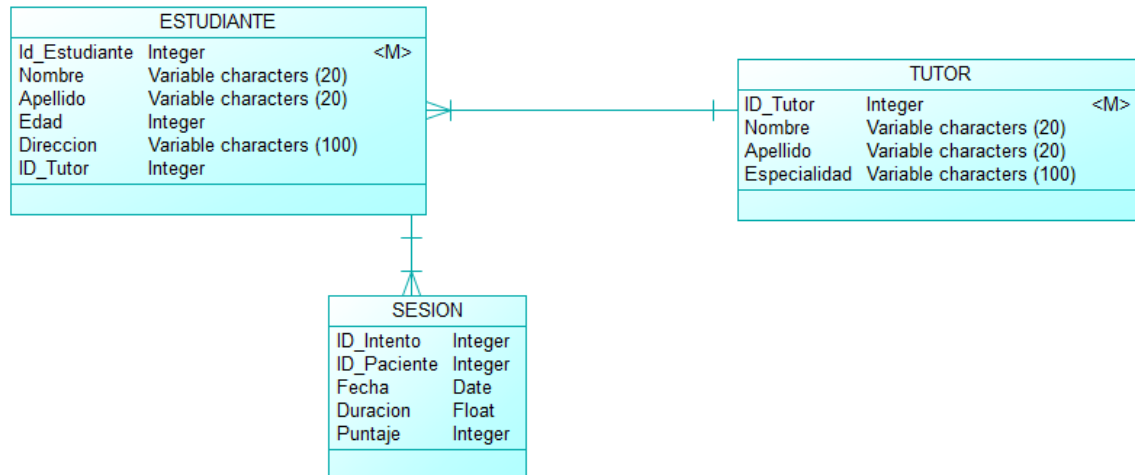 ESTUDIANTE
Id_Estudiante Integer <M>
Nombre Variable characters (20)
Apellido Variable characters (20)
Edad Integer
Direccion Variable characters (100)
ID_Tutor Integer
TUTOR
ID_Tutor Integer <M>
Nombre Variable characters (20)
Apellido Variable characters (20)
Especialidad Variable characters (100)
SESION
ID_Intento Integer
ID_Paciente Integer
Fecha Date
Duracion Float
Puntaje Integer